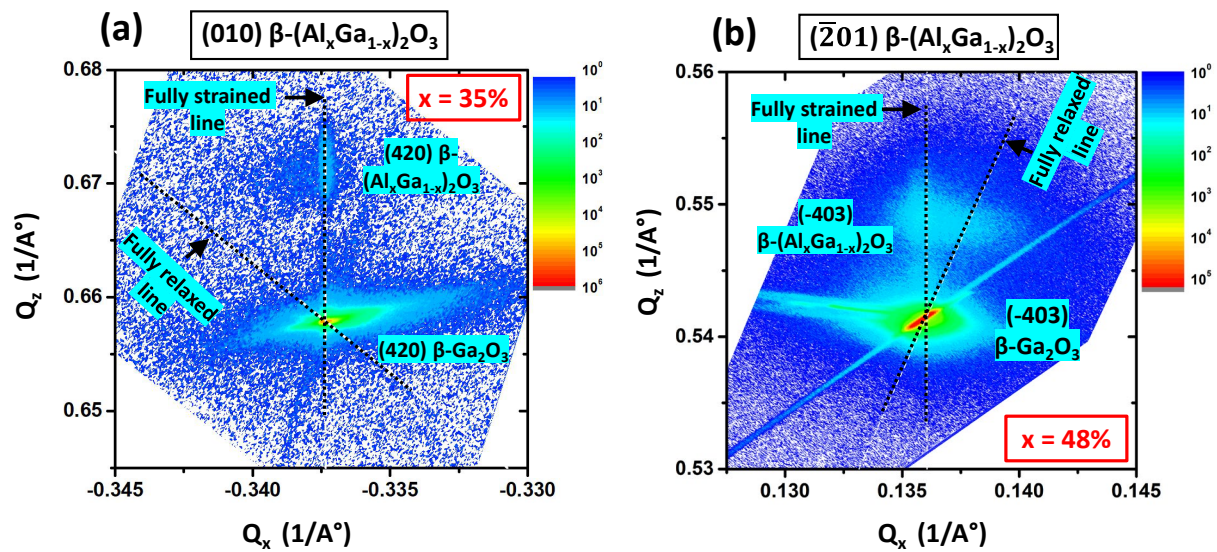 (a)
(010) β-(AlₓGa₁₋ₓ)₂O₃
0.68
0.67
0.66
0.65
Q_z (1/A°)
Fully strained
line
x = 35%
(420) β-
(AlₓGa₁₋ₓ)₂O₃
Fully relaxed
line
(420) β-Ga₂O₃
-0.345
-0.340
-0.335
-0.330
Qₓ (1/A°)
10⁰
10¹
10²
10³
10⁴
10⁵
10⁶
(b)
(2̅01) β-(AlₓGa₁₋ₓ)₂O₃
0.56
0.55
0.54
0.53
Q_z (1/A°)
Fully strained
line
Fully relaxed
line
(-403)
β-(AlₓGa₁₋ₓ)₂O₃
(-403)
β-Ga₂O₃
x = 48%
0.130
0.136
0.140
0.145
Qₓ (1/A°)
10⁰
10¹
10²
10³
10⁴
10⁵